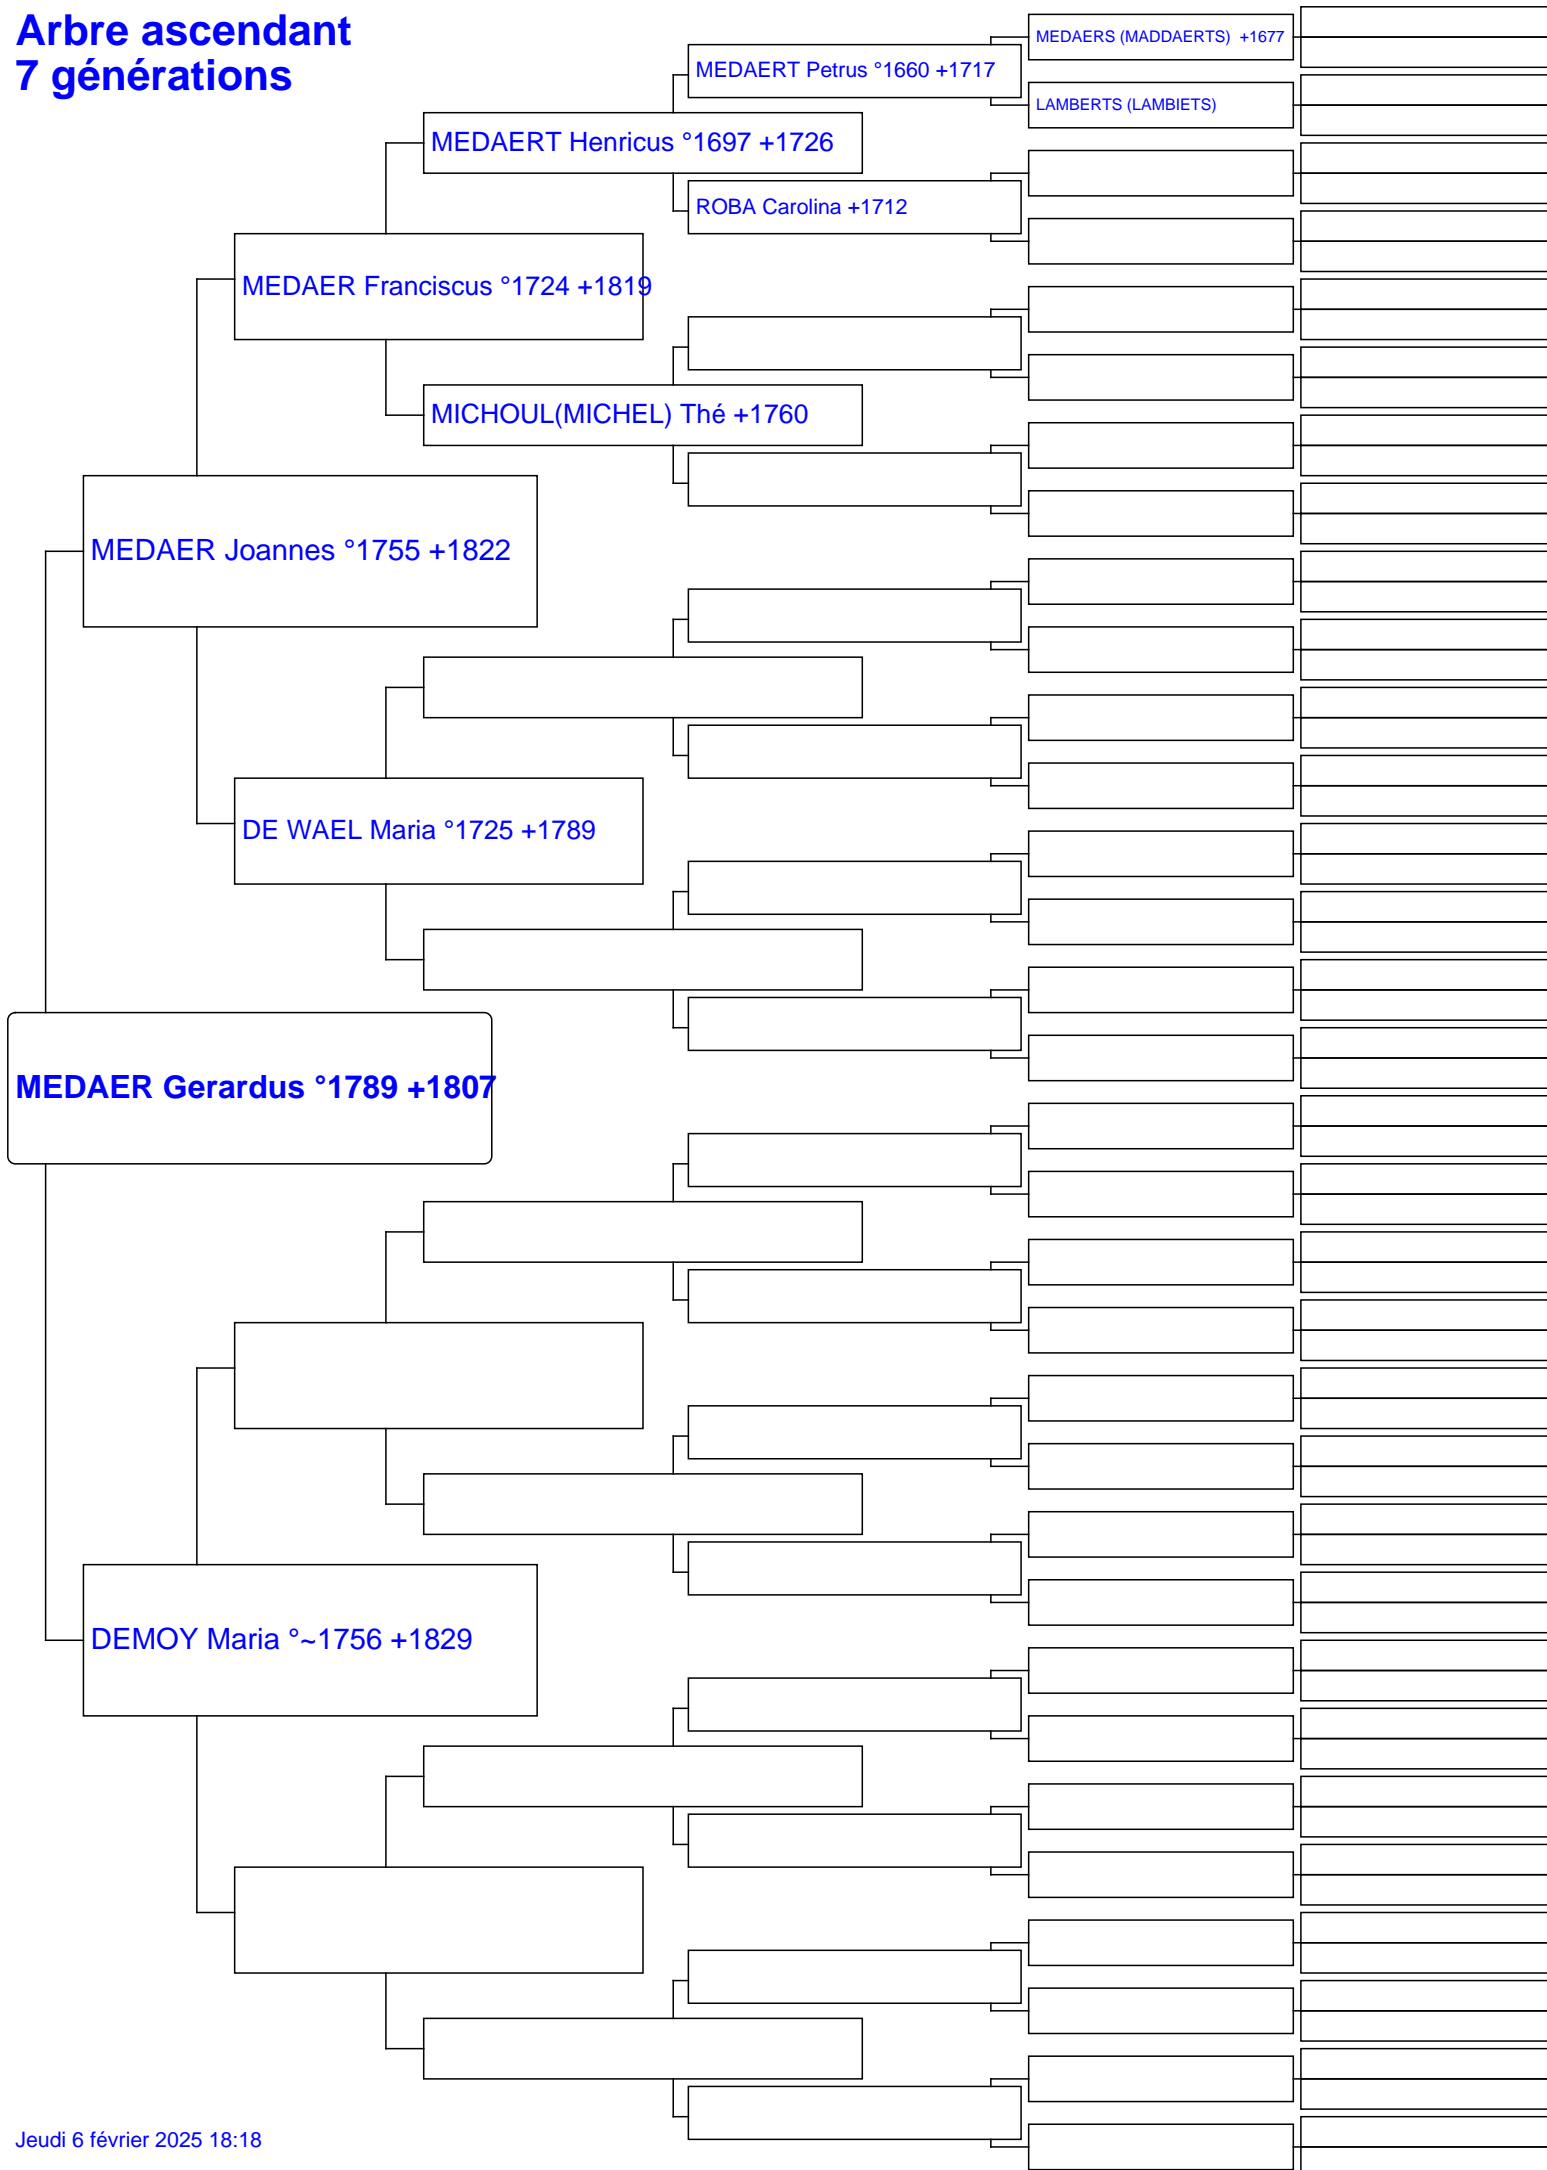 Arbre ascendant
7 générations
MEDAERS (MADDAERTS) +1677
MEDAERT Petrus °1660 +1717
LAMBERTS (LAMBIETS)
MEDAERT Henricus °1697 +1726
ROBA Carolina +1712
MEDAER Franciscus °1724 +1819
MICHOUL(MICHEL) Thé +1760
MEDAER Joannes °1755 +1822
DE WAEL Maria °1725 +1789
MEDAER Gerardus °1789 +1807
DEMOY Maria °~1756 +1829
Jeudi 6 février 2025 18:18